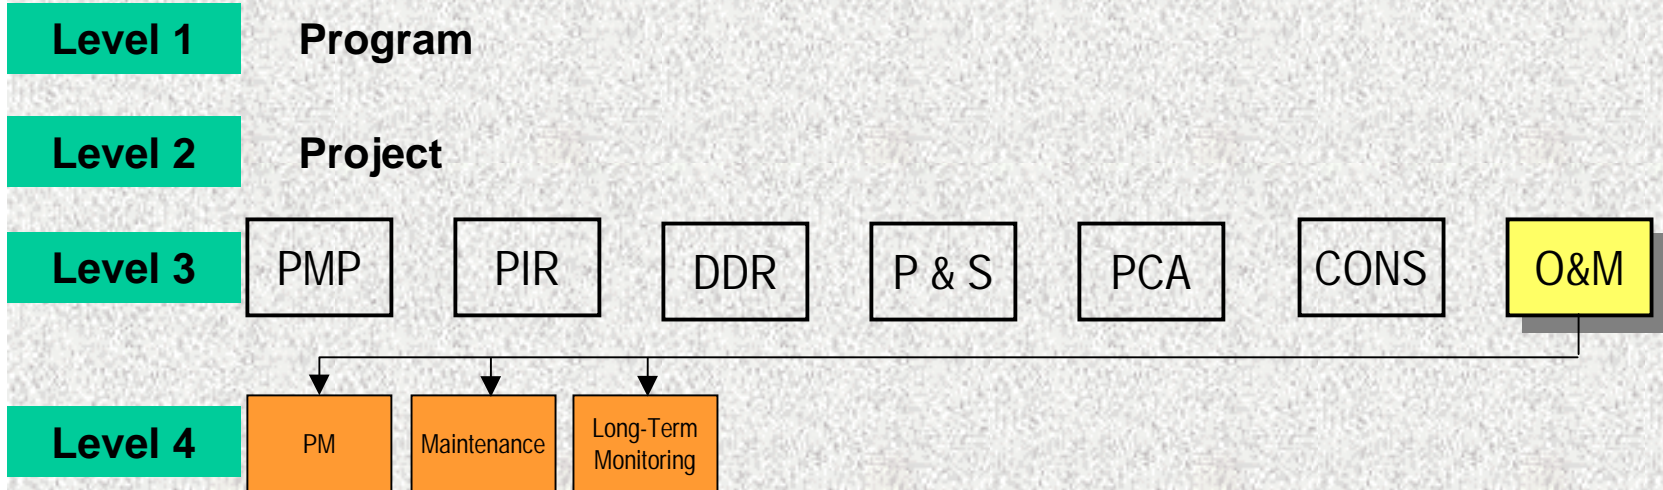 Level 1 Program
Level 2 Project
Level 3 PMP PIR DDR P & S PCA CONS O&M
Level 4 PM Maintenance Long-Term
Monitoring